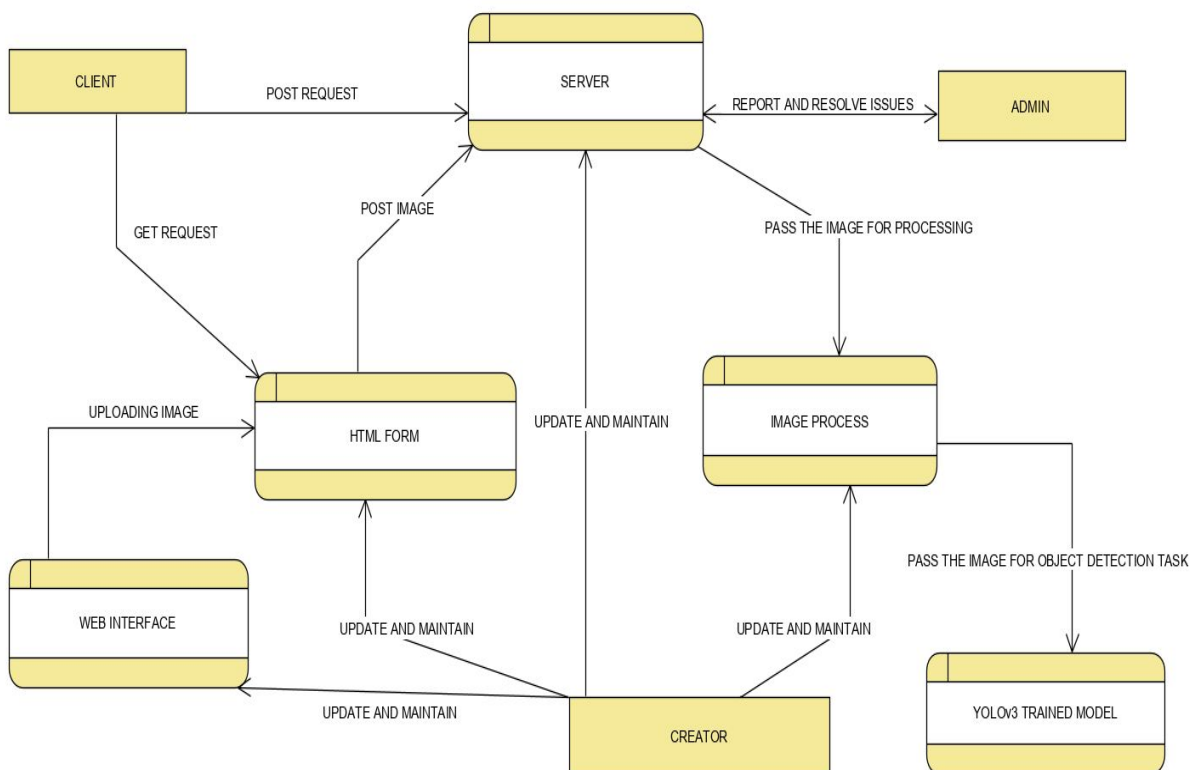 CLIENT
SERVER
POST REQUEST
REPORT AND RESOLVE ISSUES
ADMIN
POST IMAGE
GET REQUEST
PASS THE IMAGE FOR PROCESSING
UPLOADING IMAGE
HTML FORM
UPDATE AND MAINTAIN
IMAGE PROCESS
PASS THE IMAGE FOR OBJECT DETECTION TASK
WEB INTERFACE
UPDATE AND MAINTAIN
UPDATE AND MAINTAIN
UPDATE AND MAINTAIN
CREATOR
YOLOv3 TRAINED MODEL